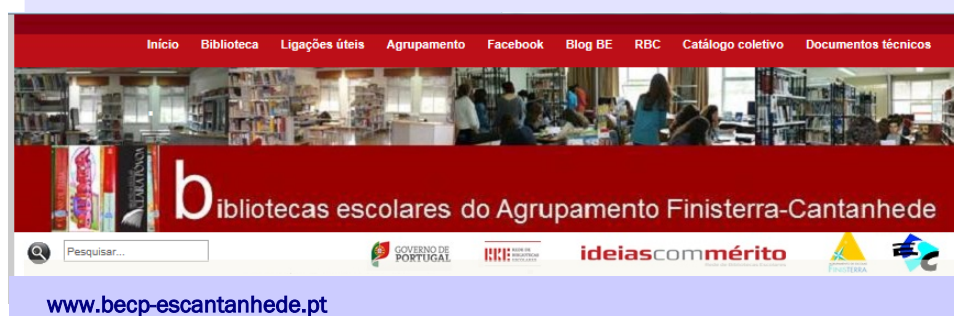 Início Biblioteca Ligações úteis Agrupamento Facebook Blog BE RBC Catálogo coletivo Documentos técnicos
bibliotecas escolares do Agrupamento Finisterra-Cantanhede
Pesquisar... GOVERNO DE PORTUGAL ideiascommérito FINISTERRA
www.becp-escantanhede.pt